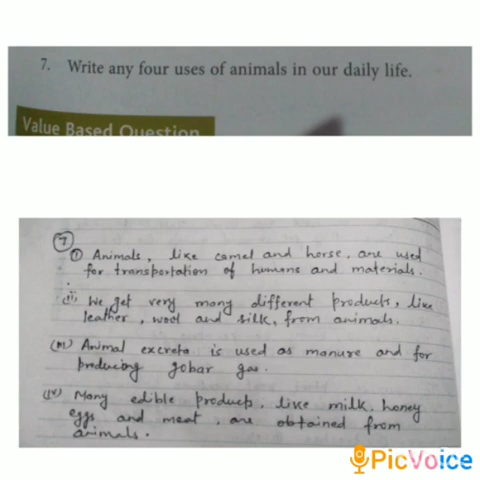 7. Write any four uses of animals in our daily life.
Value Based Question
7
(i) Animals, like camel and horse, are used
for transportation of humans and materials.
(ii) We get very many different products, like
leather, wool and silk, from animals.
(iii) Animal excreta is used as manure and for
producing gobar gas.
(iv) Many edible products, like milk, honey
eggs and meat, are obtained from
animals.
PicVoice